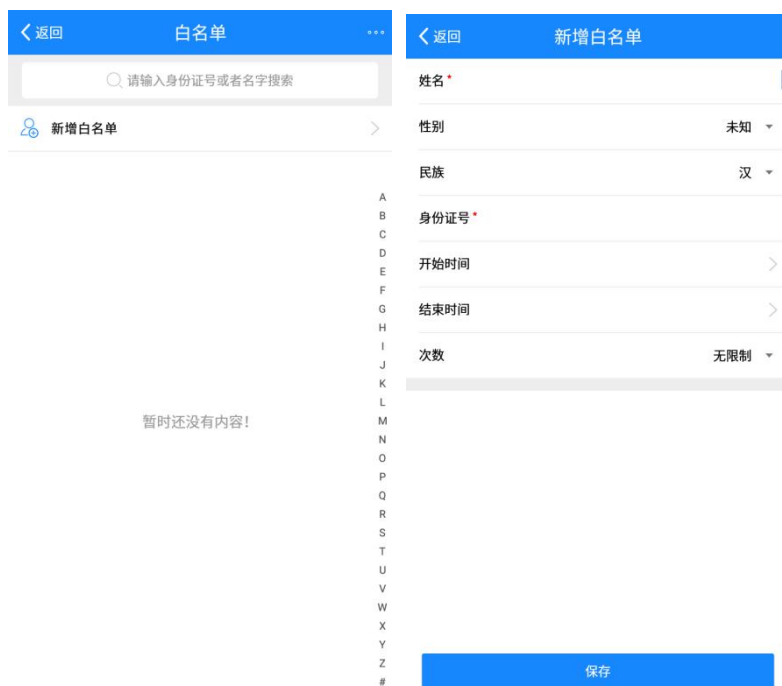 返回
白名单
请输入身份证号或者名字搜索
新增白名单
A
B
C
D
E
F
G
H
I
J
K
L
M
N
O
P
Q
R
S
T
U
V
W
X
Y
Z
#
暂时还没有内容!
返回
新增白名单
姓名*
性别 未知
民族 汉
身份证号*
开始时间
结束时间
次数 无限制
保存